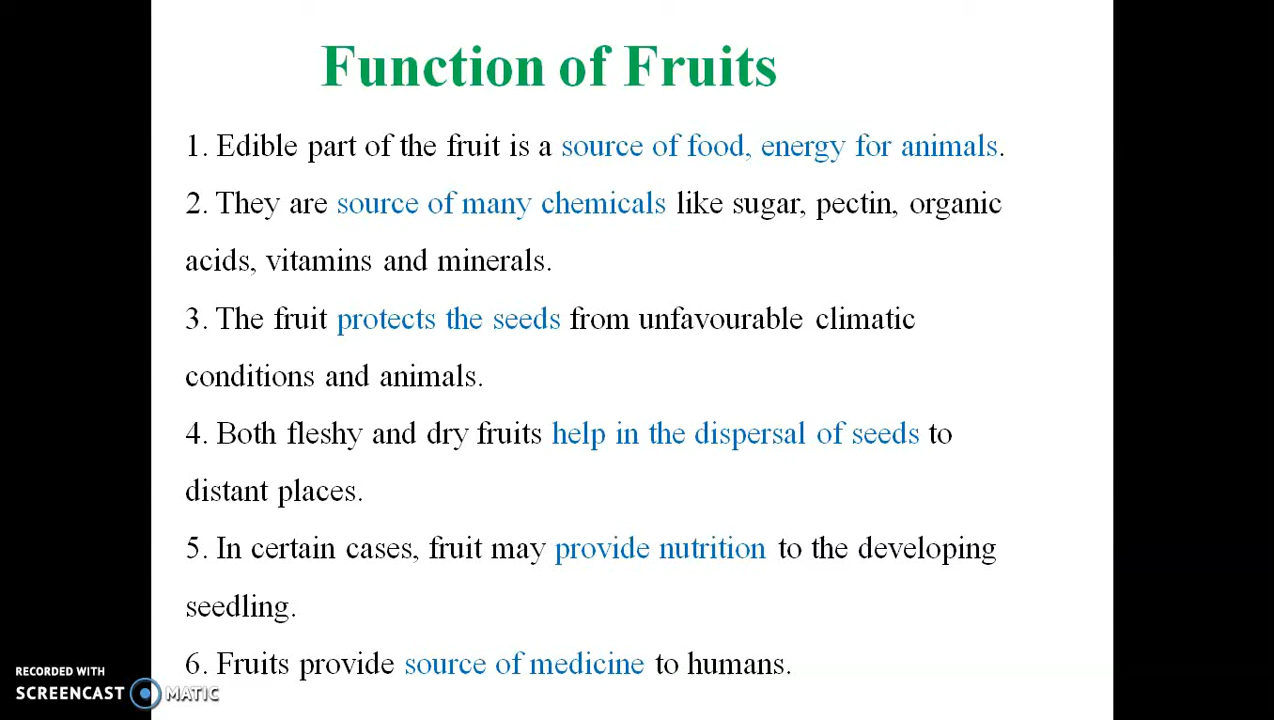 Function of Fruits
1. Edible part of the fruit is a source of food, energy for animals.
2. They are source of many chemicals like sugar, pectin, organic
acids, vitamins and minerals.
3. The fruit protects the seeds from unfavourable climatic
conditions and animals.
4. Both fleshy and dry fruits help in the dispersal of seeds to
distant places.
5. In certain cases, fruit may provide nutrition to the developing
seedling.
6. Fruits provide source of medicine to humans.
RECORDED WITH
SCREENCAST MATIC